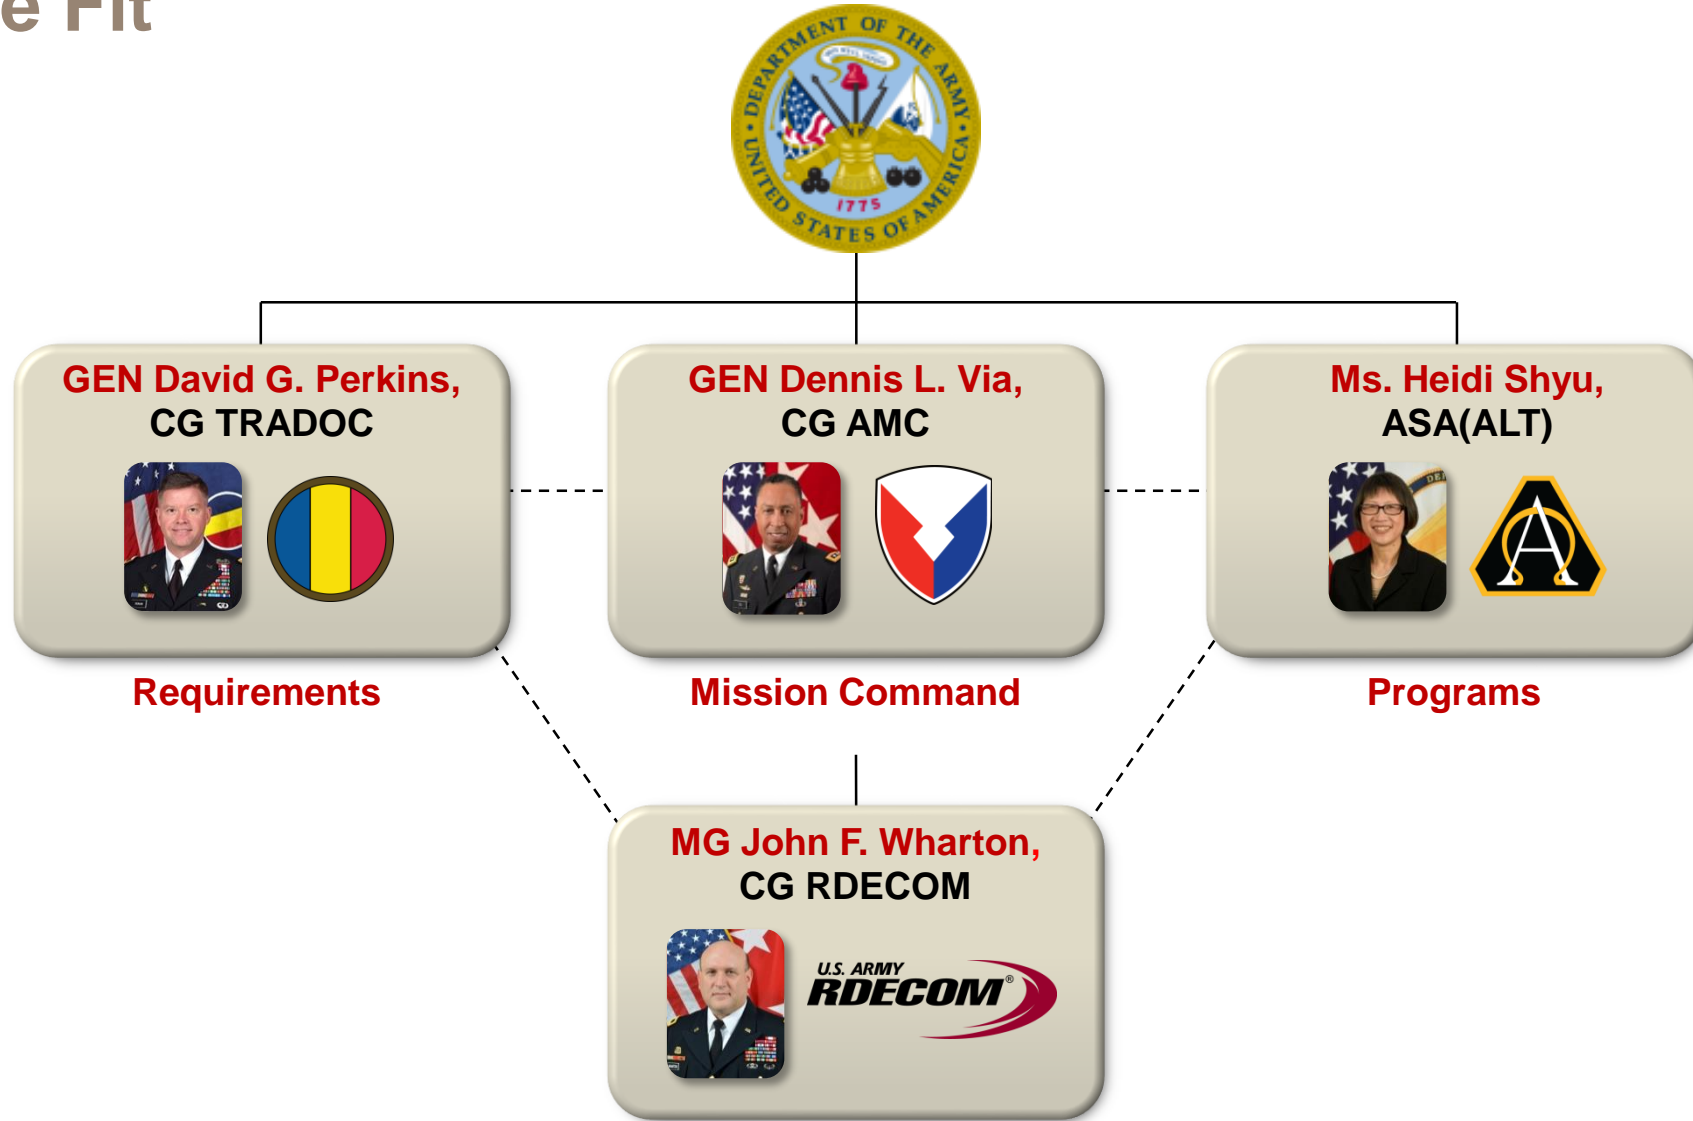 e Fit
DEPARTMENT OF THE ARMY • UNITED STATES OF AMERICA •
1775
GEN David G. Perkins,
CG TRADOC
GEN Dennis L. Via,
CG AMC
Ms. Heidi Shyu,
ASA(ALT)
Requirements
Mission Command
Programs
MG John F. Wharton,
CG RDECOM
U.S. ARMY
RDECOM®